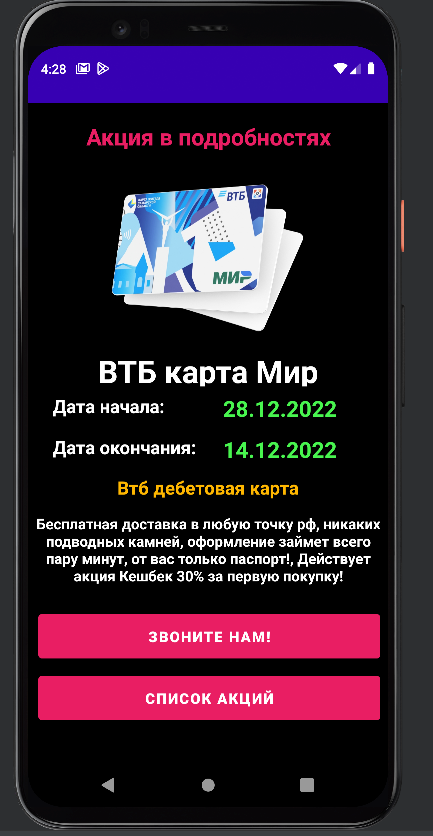 4:28
Акция в подробностях
ВТБ
МИР
ВТБ карта Мир
Дата начала: 28.12.2022
Дата окончания: 14.12.2022
Втб дебетовая карта
Бесплатная доставка в любую точку рф, никаких
подводных камней, оформление займет всего
пару минут, от вас только паспорт!, Действует
акция Кешбек 30% за первую покупку!
ЗВОНИТЕ НАМ!
СПИСОК АКЦИЙ